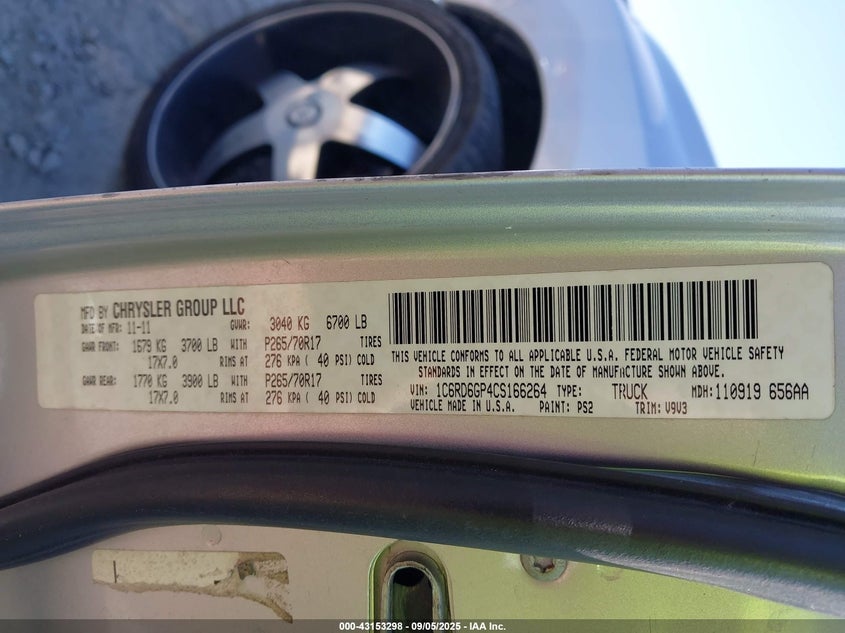 MFD BY CHRYSLER GROUP LLC
DATE OF MFR: 11-11 GVWR: 3040 KG 6700 LB
GAWR FRONT: 1679 KG 3700 LB WITH P265/70R17 TIRES
17X7.0 RIMS AT 276 KPA ( 40 PSI) COLD
GAWR REAR: 1770 KG 3900 LB WITH P265/70R17 TIRES
17X7.0 RIMS AT 276 KPA ( 40 PSI) COLD
THIS VEHICLE CONFORMS TO ALL APPLICABLE U.S.A. FEDERAL MOTOR VEHICLE SAFETY
STANDARDS IN EFFECT ON THE DATE OF MANUFACTURE SHOWN ABOVE.
VIN: 1C6RD6GP4CS166264 TYPE: TRUCK MDH: 110919 656AA
VEHICLE MADE IN U.S.A. PAINT: PS2 TRIM: V9V3
000-43153298 - 09/05/2025 - IAA Inc.